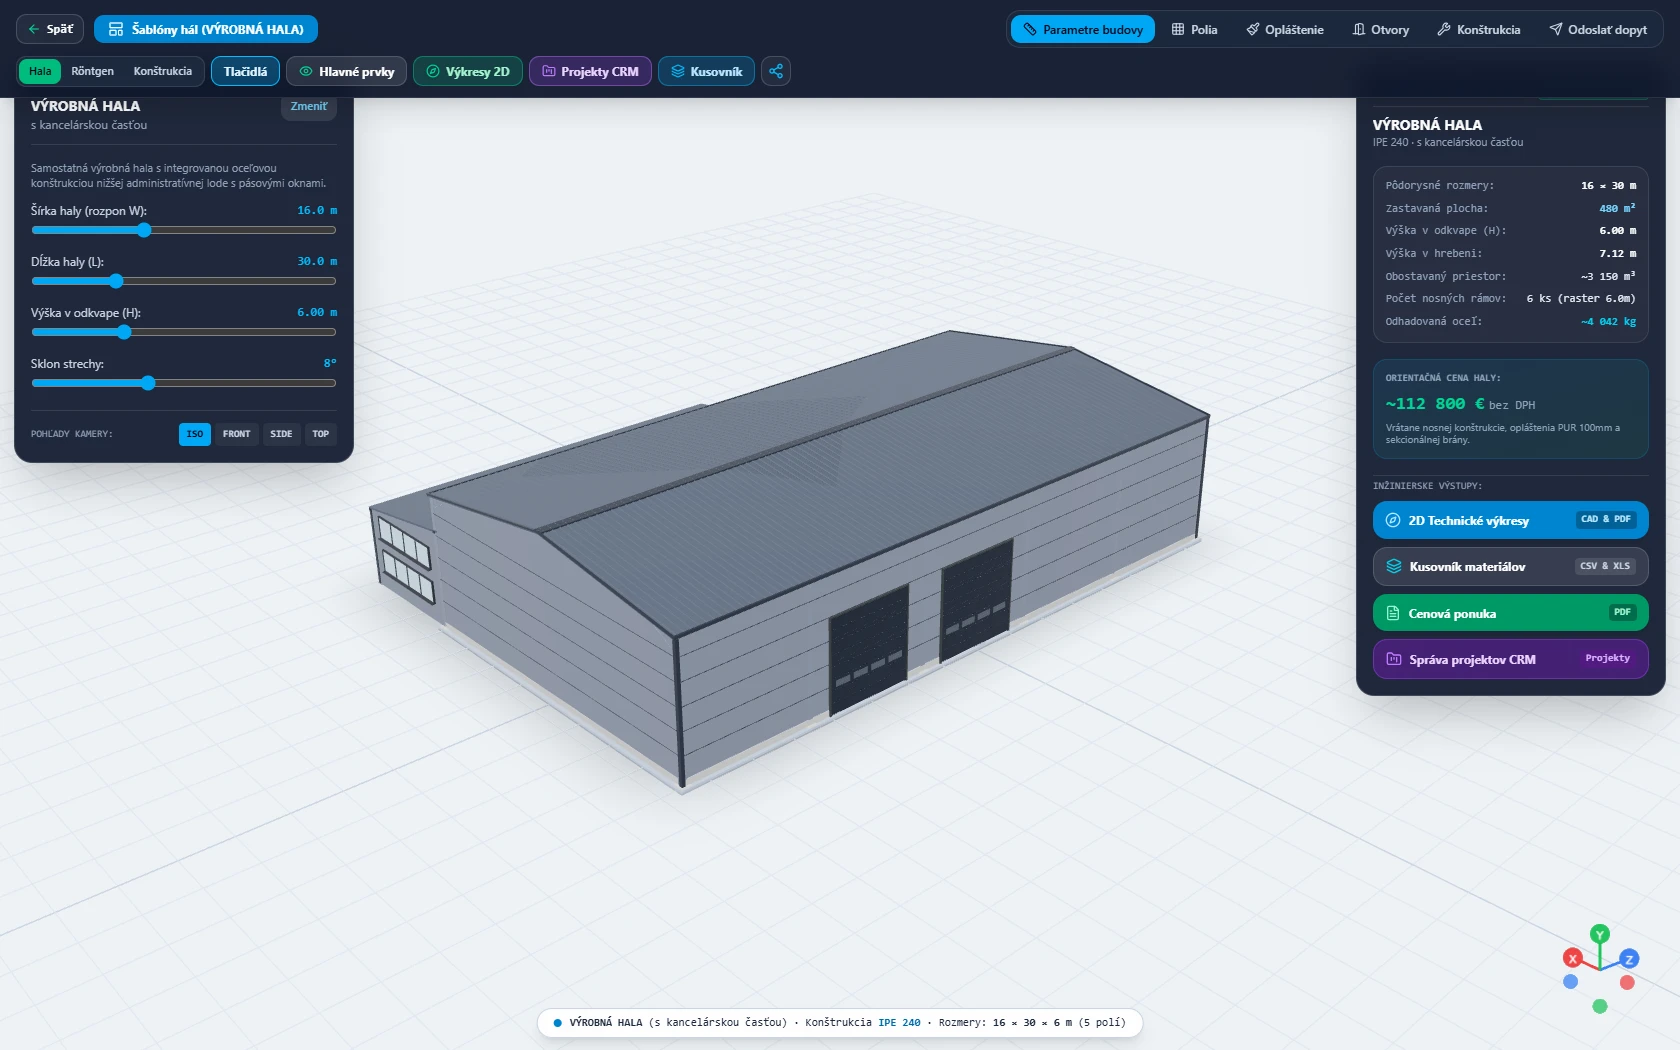 Späť
Šablóny hál (VÝROBNÁ HALA)
Parametre budovy
Polia
Opláštenie
Otvory
Konštrukcia
Odoslať dopyt
Hala
Röntgen
Konštrukcia
Tlačidlá
Hlavné prvky
Výkresy 2D
Projekty CRM
Kusovník
VÝROBNÁ HALA
s kancelárskou časťou
Zmeniť
Samostatná výrobná hala s integrovanou oceľovou
konštrukciou nižšej administratívnej lode s pásovými oknami.
Šírka haly (rozpon W): 16.0 m
Dĺžka haly (L): 30.0 m
Výška v odkvape (H): 6.00 m
Sklon strechy: 8°
POHĽADY KAMERY: ISO FRONT SIDE TOP
VÝROBNÁ HALA
IPE 240 · s kancelárskou časťou
Pôdorysné rozmery: 16 × 30 m
Zastavaná plocha: 480 m²
Výška v odkvape (H): 6.00 m
Výška v hrebeni: 7.12 m
Obostavaný priestor: ~3 150 m³
Počet nosných rámov: 6 ks (raster 6.0m)
Odhadovaná oceľ: ~4 042 kg
ORIENTAČNÁ CENA HALY:
~112 800 € bez DPH
Vrátane nosnej konštrukcie, opláštenia PUR 100mm a
sekcionálnej brány.
INŽINIERSKE VÝSTUPY:
2D Technické výkresy CAD & PDF
Kusovník materiálov CSV & XLS
Cenová ponuka PDF
Správa projektov CRM Projekty
Y
X
Z
VÝROBNÁ HALA (s kancelárskou časťou) · Konštrukcia IPE 240 · Rozmery: 16 × 30 × 6 m (5 polí)